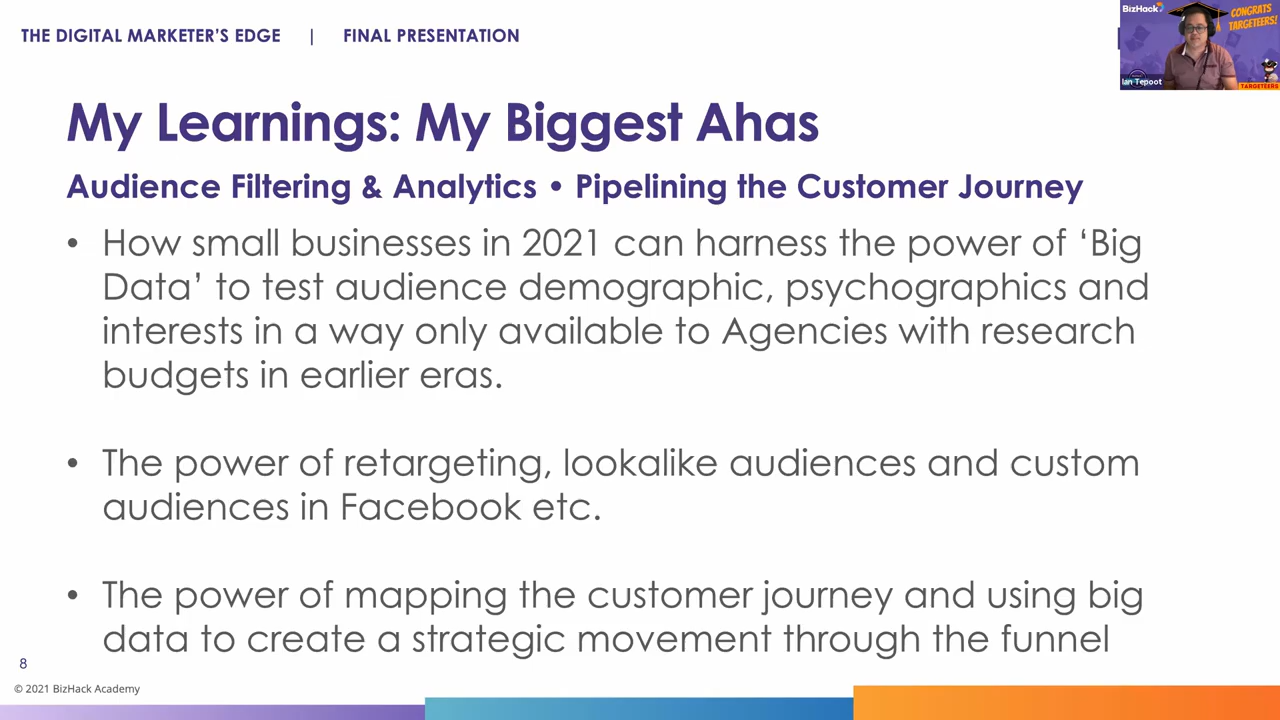 THE DIGITAL MARKETER'S EDGE | FINAL PRESENTATION
BizHack
CONGRATS
TARGETEERS!
Ian Tepoot
TARGETEERS
My Learnings: My Biggest Ahas
Audience Filtering & Analytics • Pipelining the Customer Journey
• How small businesses in 2021 can harness the power of ‘Big
Data’ to test audience demographic, psychographics and
interests in a way only available to Agencies with research
budgets in earlier eras.
• The power of retargeting, lookalike audiences and custom
audiences in Facebook etc.
• The power of mapping the customer journey and using big
data to create a strategic movement through the funnel
8
© 2021 BizHack Academy